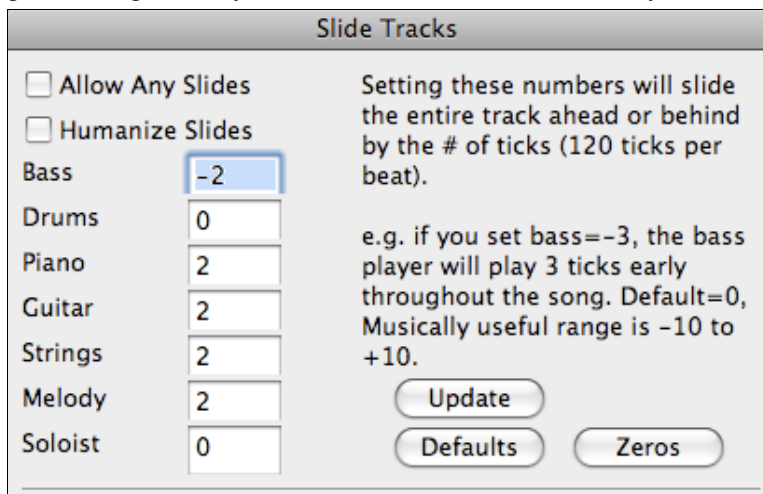 Slide Tracks
Allow Any Slides
Humanize Slides
Bass -2
Drums 0
Piano 2
Guitar 2
Strings 2
Melody 2
Soloist 0
Setting these numbers will slide
the entire track ahead or behind
by the # of ticks (120 ticks per
beat).
e.g. if you set bass=-3, the bass
player will play 3 ticks early
throughout the song. Default=0,
Musically useful range is -10 to
+10.
Update
Defaults Zeros